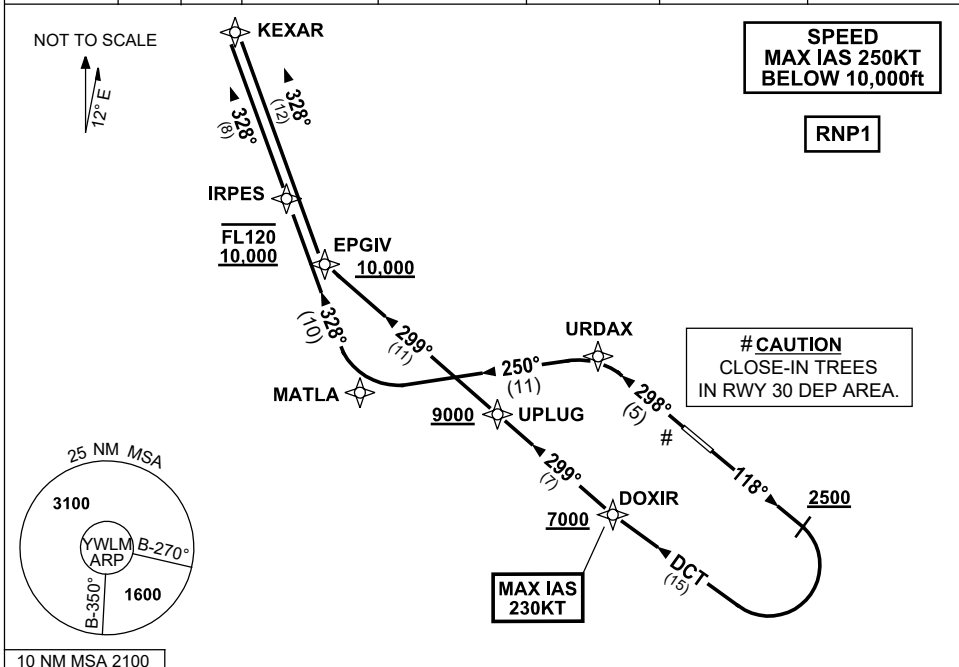 NOT TO SCALE
12° E
KEXAR
SPEED
MAX IAS 250KT
BELOW 10,000ft
RNP1
328°
(8)
328°
(12)
IRPES
FL120
10,000
EPGIV
10,000
328°
(10)
299°
(11)
URDAX
250°
(11)
MATLA
# CAUTION
CLOSE-IN TREES
IN RWY 30 DEP AREA.
298°
(5)
#
9000
UPLUG
118°
299°
(7)
2500
DOXIR
7000
DCT
(15)
MAX IAS
230KT
25 NM MSA
3100
YWLM
ARP
B-270°
B-350°
1600
10 NM MSA 2100